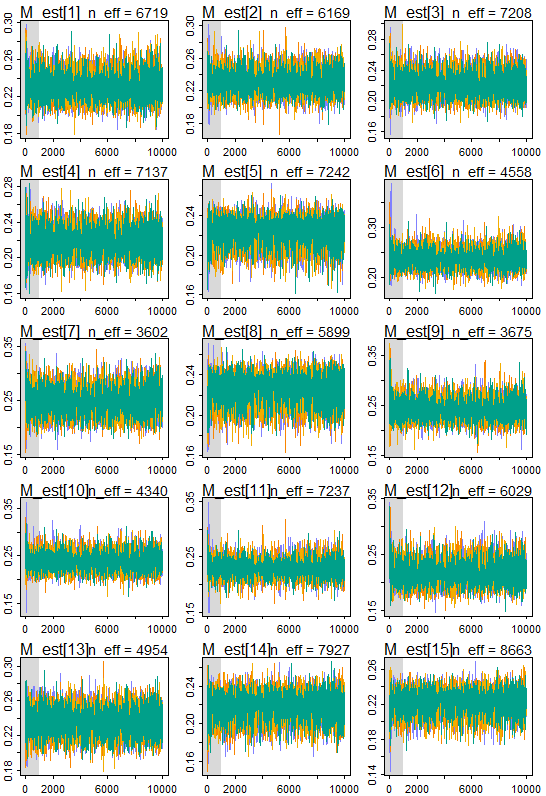 M_est[1] n_eff = 6719 M_est[2] n_eff = 6169 M_est[3] n_eff = 7208
0.18 0.22 0.26 0.30 0.18 0.22 0.26 0.30 0.16 0.20 0.24 0.28
0 2000 6000 10000 0 2000 6000 10000 0 2000 6000 10000
M_est[4] n_eff = 7137 M_est[5] n_eff = 7242 M_est[6] n_eff = 4558
0.16 0.20 0.24 0.28 0.16 0.20 0.24 0.20 0.30
0 2000 6000 10000 0 2000 6000 10000 0 2000 6000 10000
M_est[7] n_eff = 3602 M_est[8] n_eff = 5899 M_est[9] n_eff = 3675
0.15 0.25 0.35 0.16 0.20 0.24 0.15 0.25 0.35
0 2000 6000 10000 0 2000 6000 10000 0 2000 6000 10000
M_est[10] n_eff = 4340 M_est[11] n_eff = 7237 M_est[12] n_eff = 6029
0.15 0.25 0.35 0.15 0.25 0.35 0.15 0.25 0.35
0 2000 6000 10000 0 2000 6000 10000 0 2000 6000 10000
M_est[13] n_eff = 4954 M_est[14] n_eff = 7927 M_est[15] n_eff = 8663
0.18 0.22 0.26 0.30 0.16 0.20 0.24 0.14 0.18 0.22 0.26
0 2000 6000 10000 0 2000 6000 10000 0 2000 6000 10000